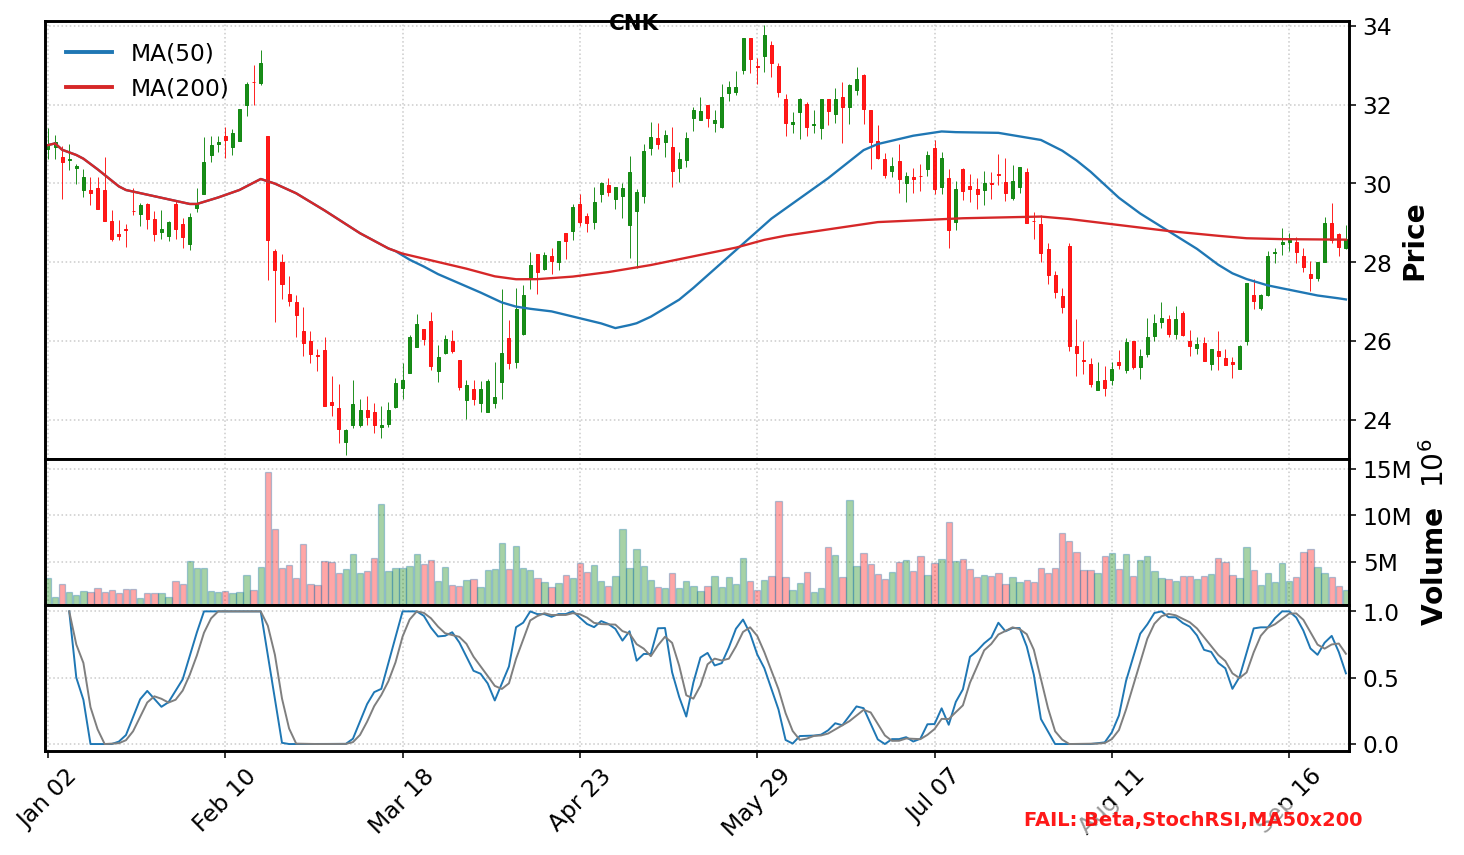 CNK
MA(50)
MA(200)
34
32
30
28
26
24
Price
15M
10M
5M
Volume 10⁶
1.0
0.5
0.0
Jan 02
Feb 10
Mar 18
Apr 23
May 29
Jul 07
Aug 11
Sep 16
FAIL: Beta,StochRSI,MA50x200